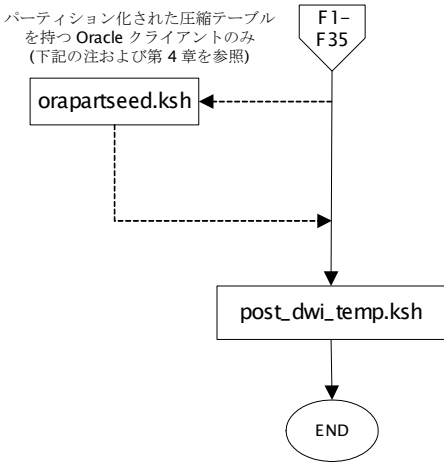 パーティション化された圧縮テーブル
を持つ Oracle クライアントのみ
(下記の注および第 4 章を参照)
F1-
F35
orapartseed.ksh
post_dwi_temp.ksh
END